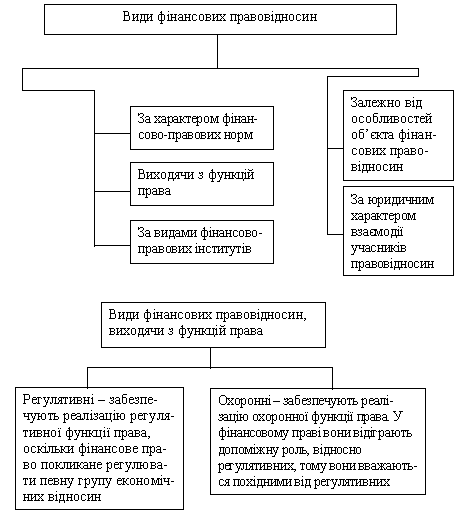 Види фінансових правовідносин
За характером фінан-
сово-правових норм
Виходячи з функцій
права
За видами фінансово-
правових інститутів
Залежно від
особливостей
об’єкта фінан-
сових право-
відносин
За юридичним
характером
взаємодії
учасників
правовідносин
Види фінансових правовідносин,
виходячи з функцій права
Регулятивні – забезпе-
чують реалізацію регуля-
тивної функції права,
оскільки фінансове пра-
во покликане регулюва-
ти певну групу економіч-
них відносин
Охоронні – забезпечують реалі-
зацію охоронної функції права. У
фінансовому праві вони відіграють
допоміжну роль, відносно
регулятивних, тому вони вважають-
ся похідними від регулятивних